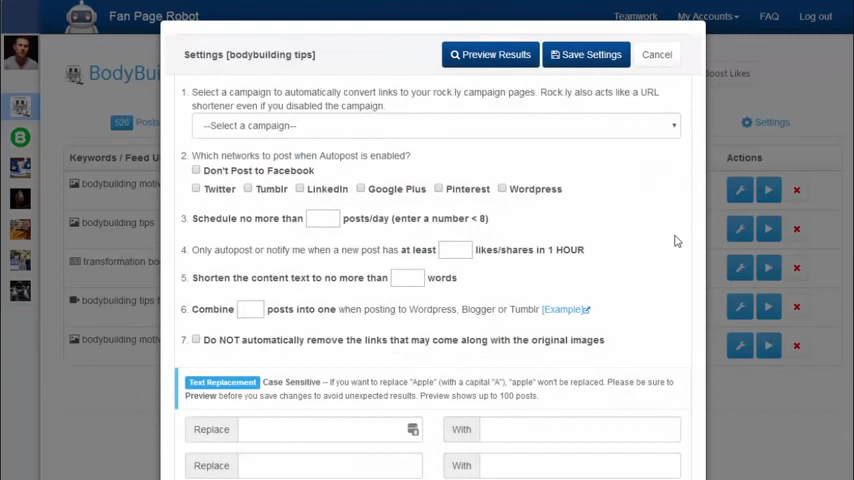 Fan Page Robot
Teamwork
My Accounts
FAQ
Log out
BodyBui
Boost Likes
520 Posts
Settings
Keywords / Feed U
Actions
bodybuilding moti
bodybuilding tips
transformation bo
bodybuilding tips f
bodybuilding moti
Settings [bodybuilding tips]
Preview Results
Save Settings
Cancel
1. Select a campaign to automatically convert links to your rock.ly campaign pages. Rock.ly also acts like a URL
shortener even if you disabled the campaign.
--Select a campaign--
2. Which networks to post when Autopost is enabled?
Don't Post to Facebook
Twitter Tumblr LinkedIn Google Plus Pinterest Wordpress
3. Schedule no more than posts/day (enter a number < 8)
4. Only autopost or notify me when a new post has at least likes/shares in 1 HOUR
5. Shorten the content text to no more than words
6. Combine posts into one when posting to Wordpress, Blogger or Tumblr [Example]
7. Do NOT automatically remove the links that may come along with the original images
Text Replacement Case Sensitive -- If you want to replace "Apple" (with a capital "A"), "apple" won't be replaced. Please be sure to
Preview before you save changes to avoid unexpected results. Preview shows up to 100 posts.
Replace With
Replace With